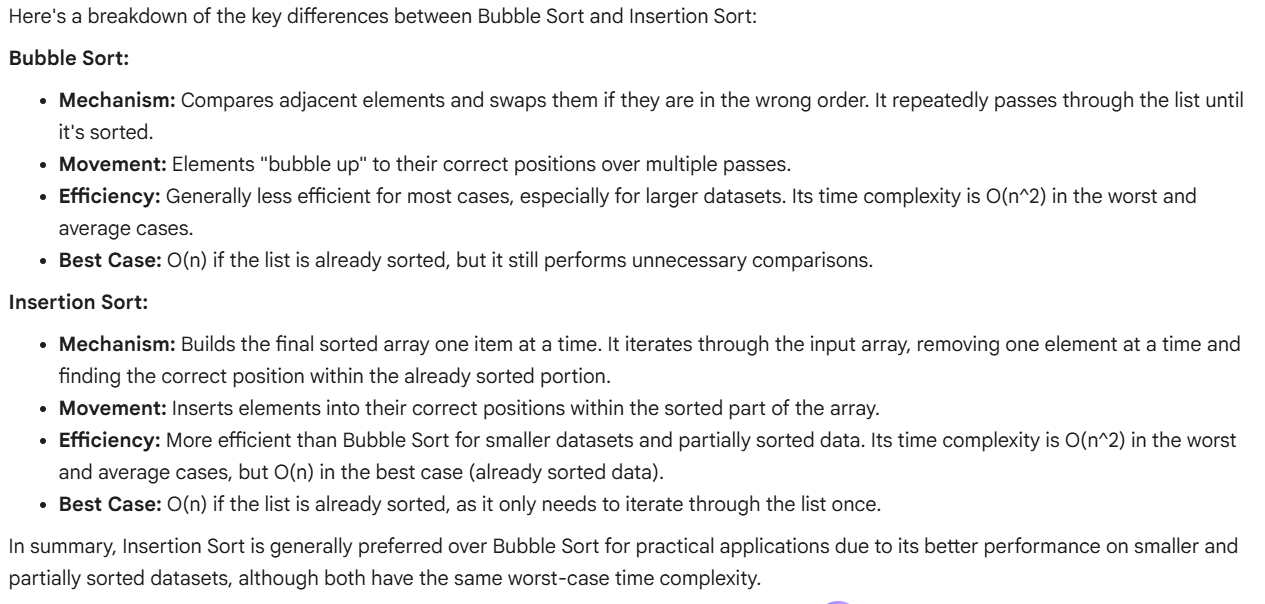 Here's a breakdown of the key differences between Bubble Sort and Insertion Sort:
Bubble Sort:
• Mechanism: Compares adjacent elements and swaps them if they are in the wrong order. It repeatedly passes through the list until
it's sorted.
• Movement: Elements "bubble up" to their correct positions over multiple passes.
• Efficiency: Generally less efficient for most cases, especially for larger datasets. Its time complexity is O(n^2) in the worst and
average cases.
• Best Case: O(n) if the list is already sorted, but it still performs unnecessary comparisons.
Insertion Sort:
• Mechanism: Builds the final sorted array one item at a time. It iterates through the input array, removing one element at a time and
finding the correct position within the already sorted portion.
• Movement: Inserts elements into their correct positions within the sorted part of the array.
• Efficiency: More efficient than Bubble Sort for smaller datasets and partially sorted data. Its time complexity is O(n^2) in the worst
and average cases, but O(n) in the best case (already sorted data).
• Best Case: O(n) if the list is already sorted, as it only needs to iterate through the list once.
In summary, Insertion Sort is generally preferred over Bubble Sort for practical applications due to its better performance on smaller and
partially sorted datasets, although both have the same worst-case time complexity.